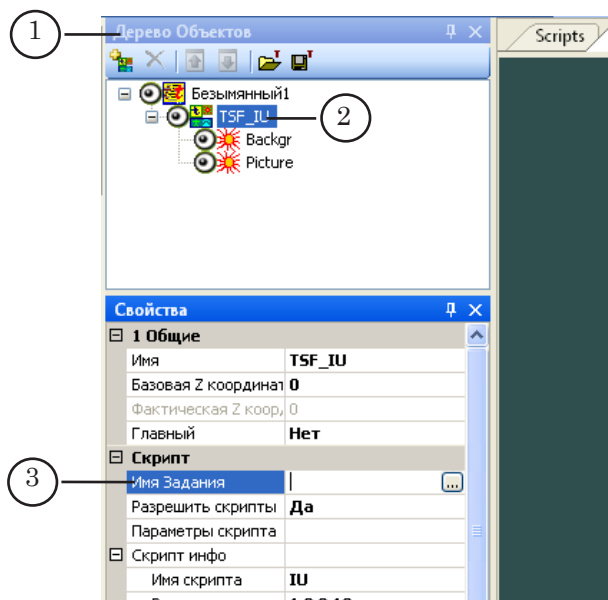 1
Дерево Объектов
Scripts
Безымянный1
TSF_IU
2
Backgr
Picture
Свойства
1 Общие
Имя TSF_IU
Базовая Z координат 0
Фактическая Z коор, 0
Главный Нет
Скрипт
3
Имя Задания ...
Разрешить скрипты Да
Параметры скрипта
Скрипт инфо
Имя скрипта IU